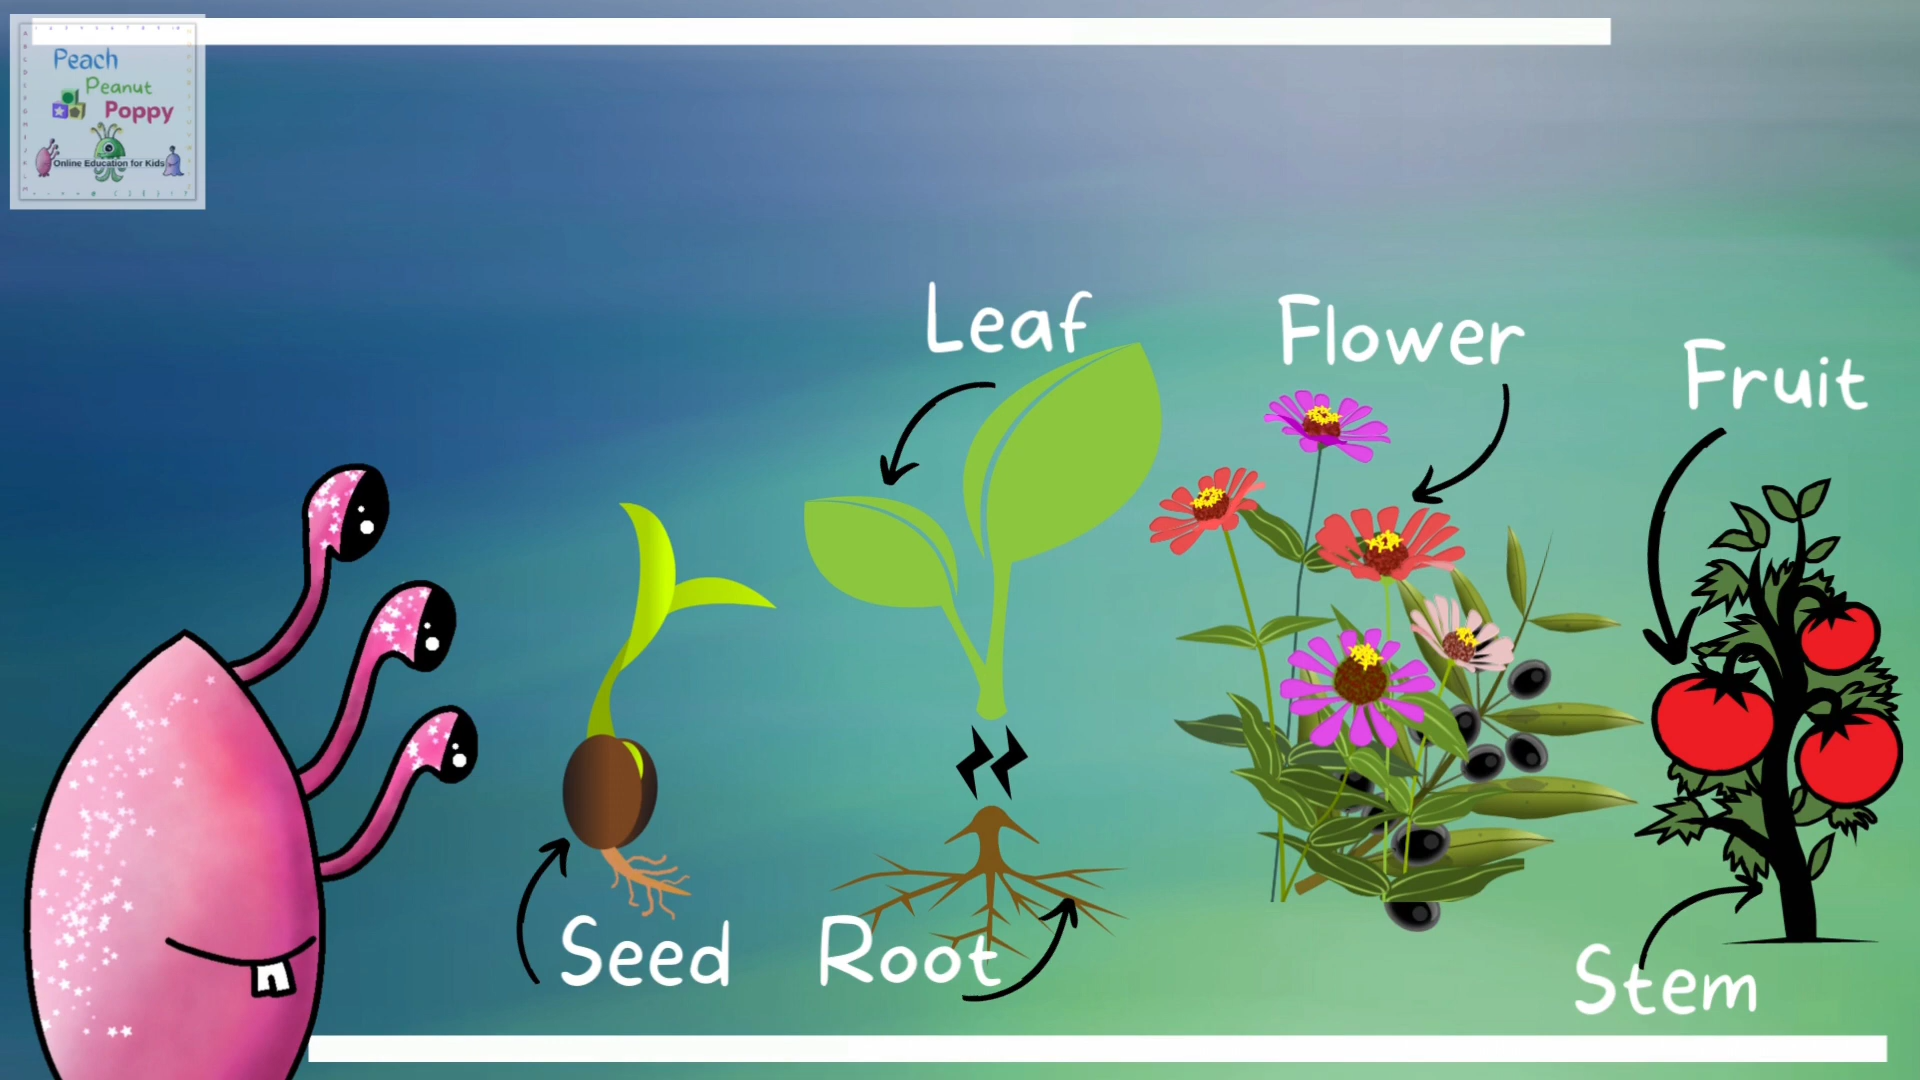 Peach
Peanut
Poppy
Online Education for Kids
Leaf
Flower
Fruit
Seed
Root
Stem